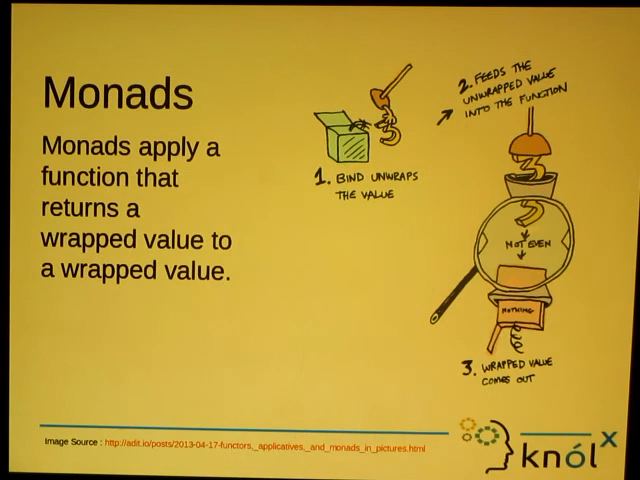 Monads
Monads apply a
function that
returns a
wrapped value to
a wrapped value.
1. BIND UNWRAPS
THE VALUE
2. FEEDS THE
UNWRAPPED VALUE
INTO THE FUNCTION
3
3
NOT EVEN
NOTHING
3. WRAPPED VALUE
COMES OUT
Image Source : http://adit.io/posts/2013-04-17-functors,_applicatives,_and_monads_in_pictures.html
knólx